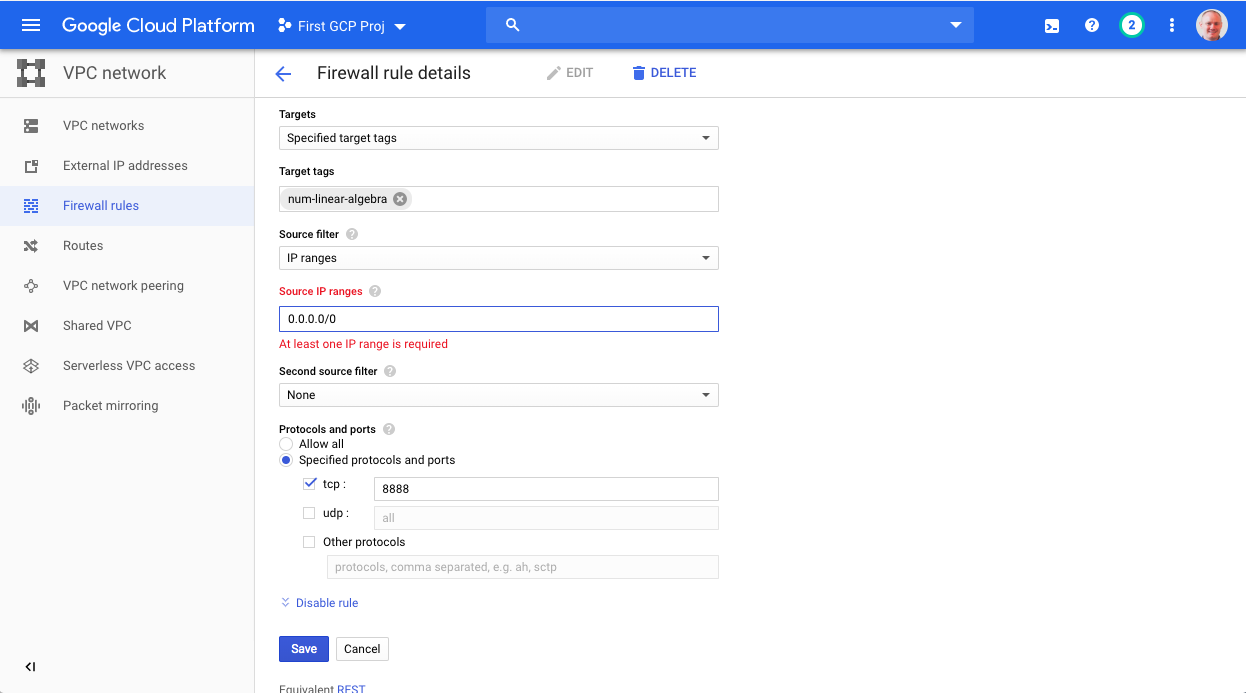 Google Cloud Platform First GCP Proj 2
VPC network
Firewall rule details EDIT DELETE
VPC networks
External IP addresses
Firewall rules
Routes
VPC network peering
Shared VPC
Serverless VPC access
Packet mirroring
Targets
Specified target tags
Target tags
num-linear-algebra
Source filter ?
IP ranges
Source IP ranges ?
0.0.0.0/0
At least one IP range is required
Second source filter ?
None
Protocols and ports ?
Allow all
Specified protocols and ports
tcp : 8888
udp : all
Other protocols
protocols, comma separated, e.g. ah, sctp
Disable rule
Save Cancel
Equivalent REST